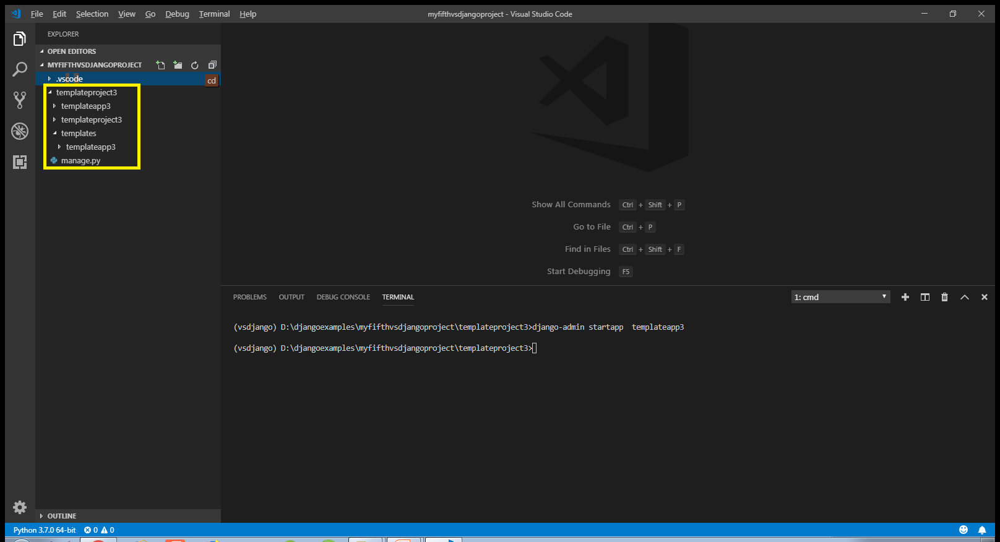 File Edit Selection View Go Debug Terminal Help
myfifthvsdjangoproject - Visual Studio Code
EXPLORER
OPEN EDITORS
MYFIFTHVSDJANGOPROJECT
.vscode
cd
templateproject3
templateapp3
templateproject3
templates
templateapp3
manage.py
OUTLINE
Show All Commands Ctrl + Shift + P
Go to File Ctrl + P
Find in Files Ctrl + Shift + F
Start Debugging F5
PROBLEMS OUTPUT DEBUG CONSOLE TERMINAL
1: cmd
(vsdjango) D:\djangoexamples\myfifthvsdjangoproject\templateproject3>django-admin startapp  templateapp3
(vsdjango) D:\djangoexamples\myfifthvsdjangoproject\templateproject3>
Python 3.7.0 64-bit 0 0